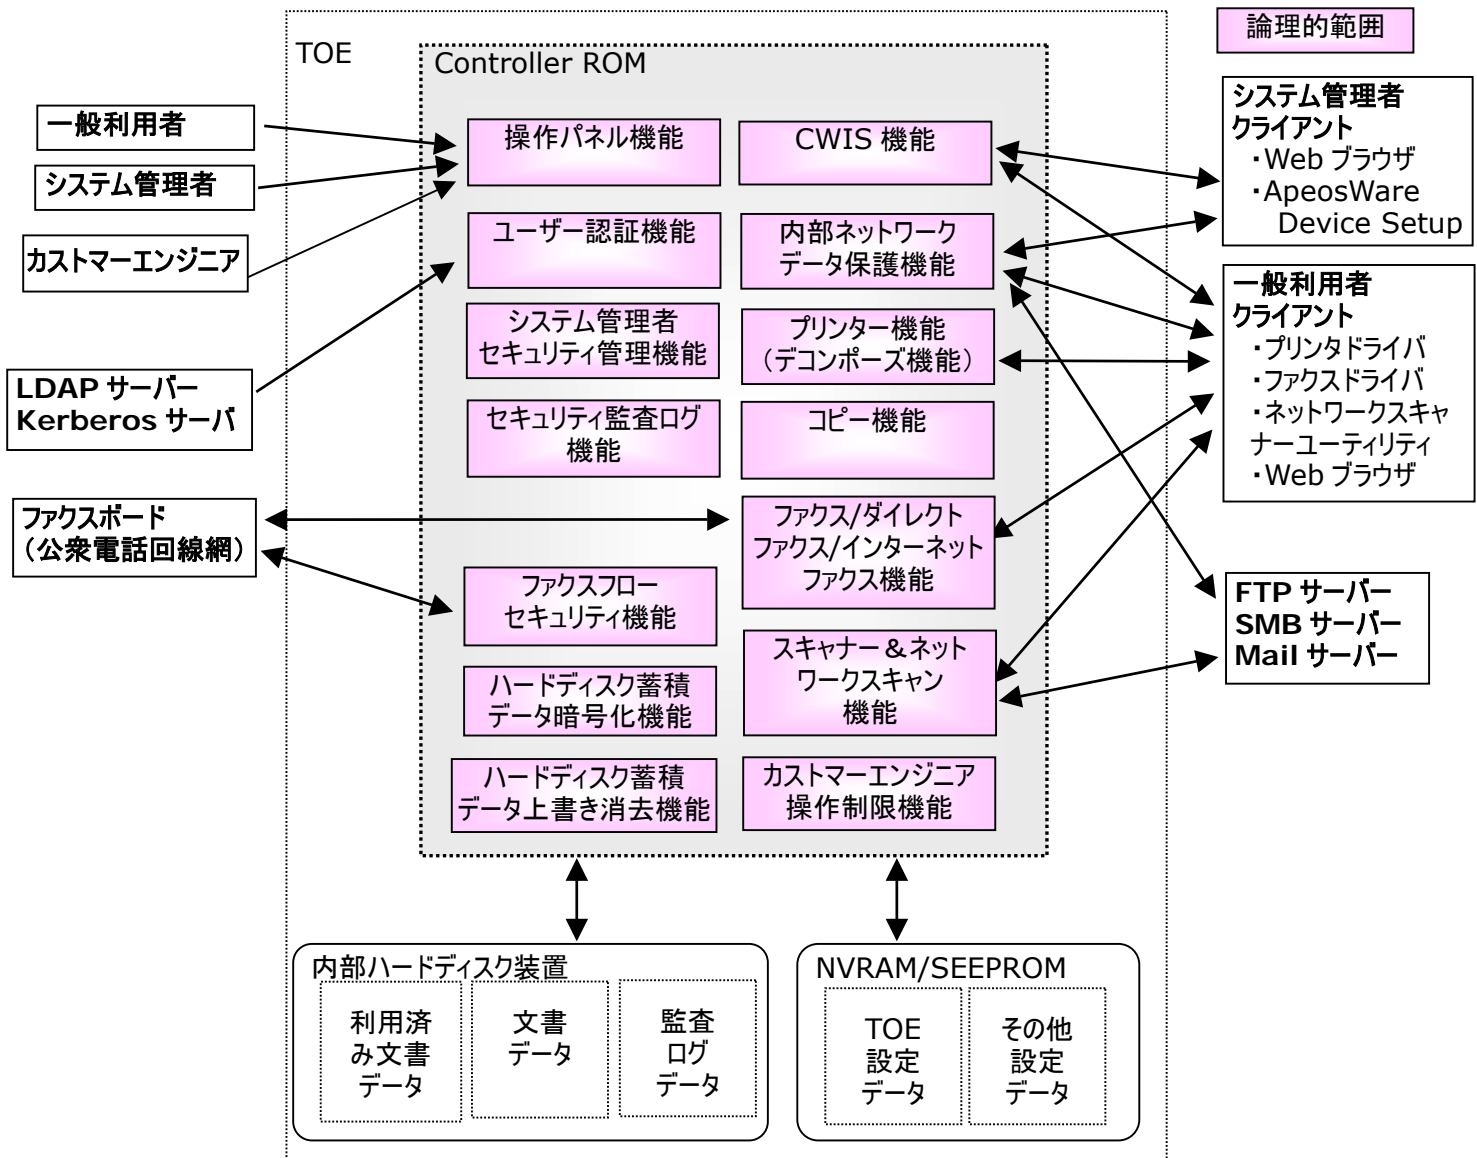 論理的範囲
TOE
Controller ROM
一般利用者
システム管理者
カストマーエンジニア
LDAP サーバー
Kerberos サーバ
ファクスボード
（公衆電話回線網）
操作パネル機能
CWIS 機能
ユーザー認証機能
内部ネットワーク
データ保護機能
システム管理者
セキュリティ管理機能
プリンター機能
（デコンポーズ機能）
セキュリティ監査ログ
機能
コピー機能
ファクス/ダイレクト
ファクス/インターネット
ファクス機能
ファクスフロー
セキュリティ機能
スキャナー＆ネット
ワークスキャン
機能
ハードディスク蓄積
データ暗号化機能
ハードディスク蓄積
データ上書き消去機能
カストマーエンジニア
操作制限機能
システム管理者
クライアント
・Web ブラウザ
・ApeosWare
Device Setup
一般利用者
クライアント
・プリンタドライバ
・ファクスドライバ
・ネットワークスキャ
ナーユーティリティ
・Web ブラウザ
FTP サーバー
SMB サーバー
Mail サーバー
内部ハードディスク装置
利用済
み文書
データ
文書
データ
監査
ログ
データ
NVRAM/SEEPROM
TOE
設定
データ
その他
設定
データ